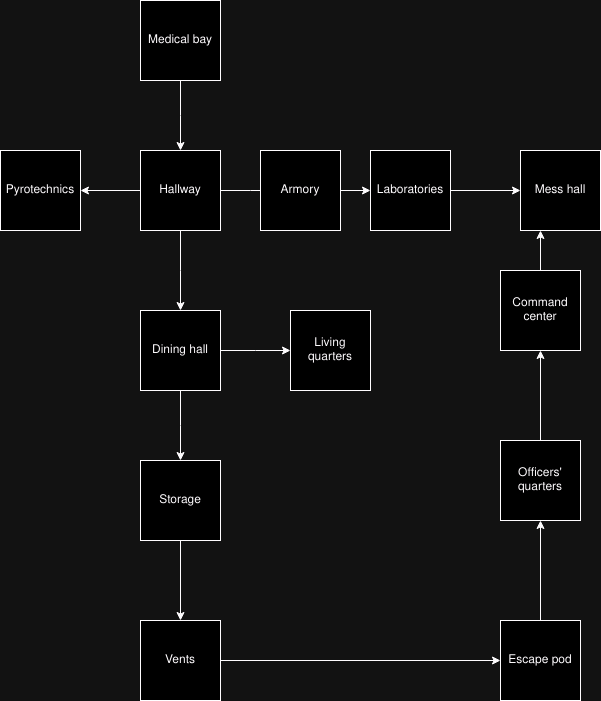 Medical bay
Pyrotechnics
Hallway
Armory
Laboratories
Mess hall
Command
center
Dining hall
Living
quarters
Officers'
quarters
Storage
Vents
Escape pod